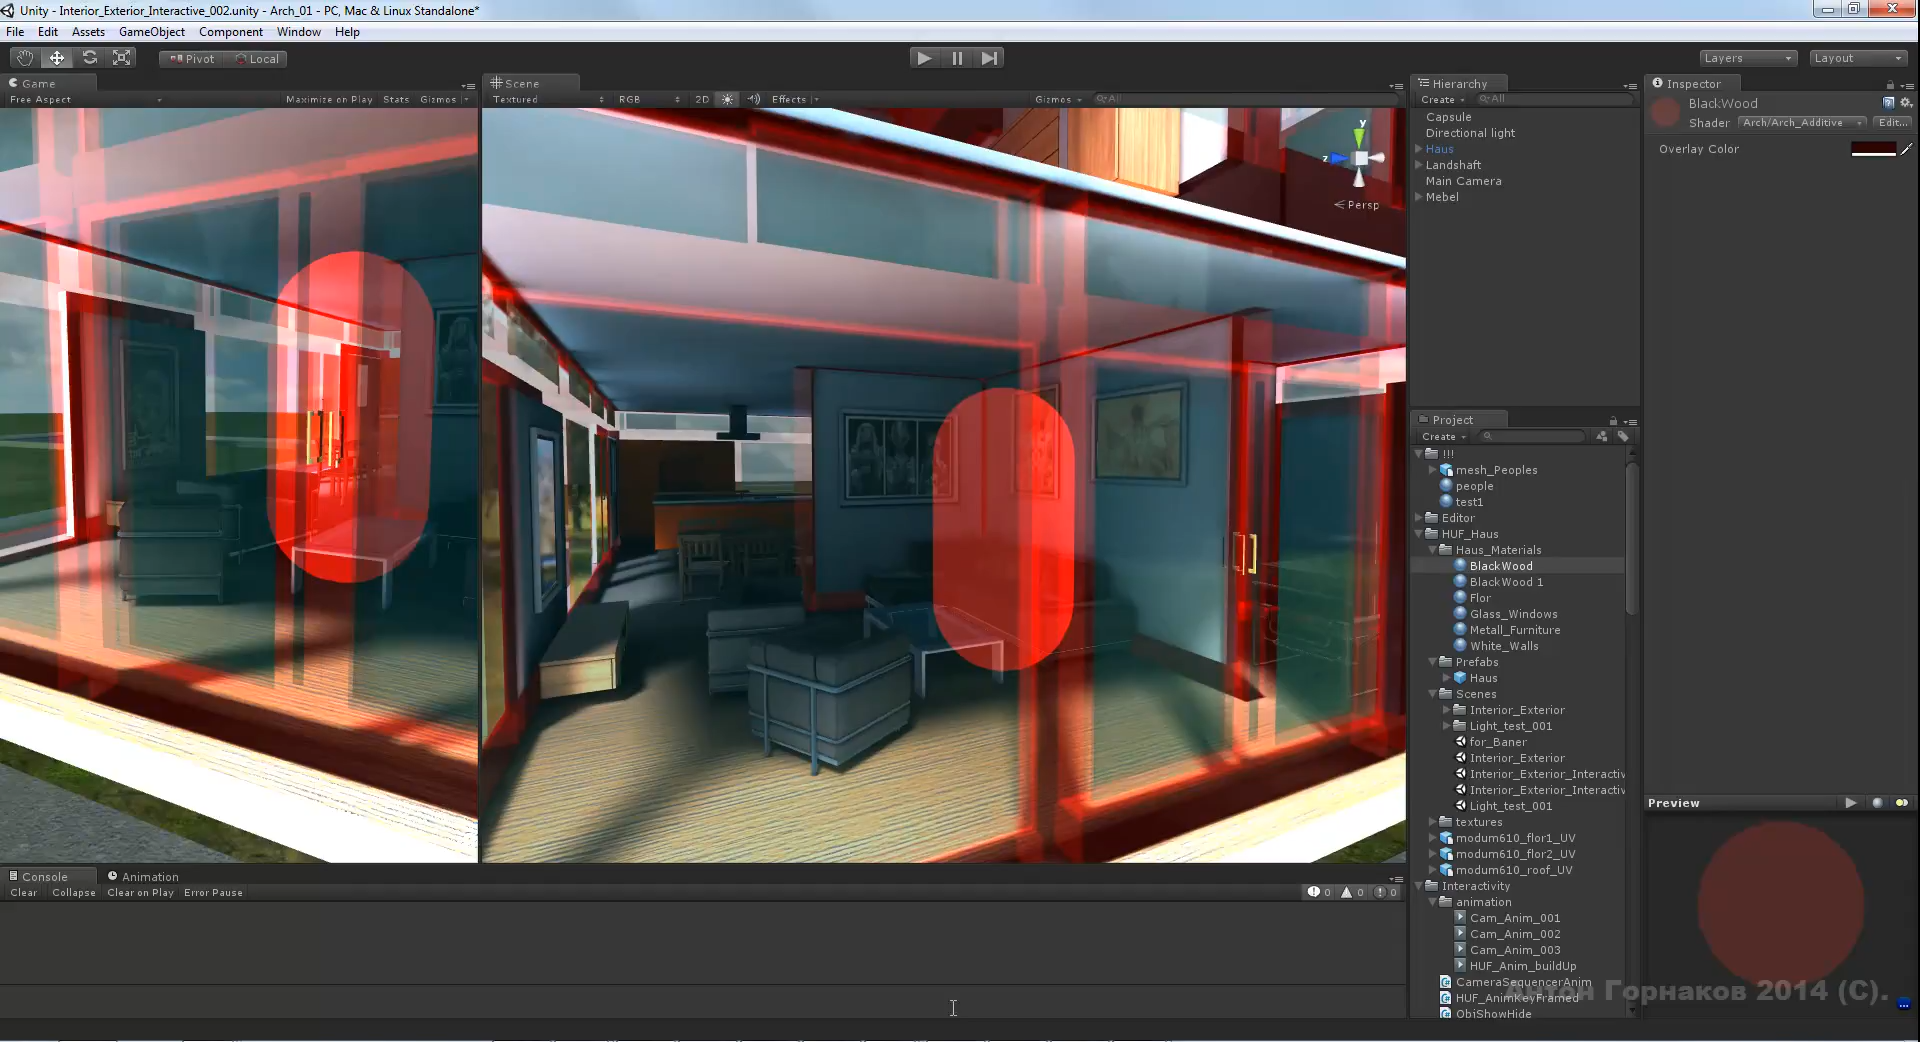 Unity - Interior_Exterior_Interactive_002.unity - Arch_01 - PC, Mac & Linux Standalone*
File Edit Assets GameObject Component Window Help
Pivot Local Layers Layout
Game
Free Aspect Maximize on Play Stats Gizmos
Scene
Textured RGB 2D Effects Gizmos All
y
z
Persp
Hierarchy
Create All
Capsule
Directional light
Haus
Landshaft
Main Camera
Mebel
Project
Create
!!!
mesh_Peoples
people
test1
Editor
HUF_Haus
Haus_Materials
BlackWood
BlackWood 1
Flor
Glass_Windows
Metall_Furniture
White_Walls
Prefabs
Haus
Scenes
Interior_Exterior
Light_test_001
for_Baner
Interior_Exterior
Interior_Exterior_Interactiv
Interior_Exterior_Interactiv
Light_test_001
textures
modum610_flor1_UV
modum610_flor2_UV
modum610_roof_UV
Interactivity
animation
Cam_Anim_001
Cam_Anim_002
Cam_Anim_003
HUF_Anim_buildUp
CameraSequencerAnim
HUF_AnimKeyFramed
ObjShowHide
Inspector
BlackWood
Shader Arch/Arch_Additive Edit...
Overlay Color
Preview
Console Animation
Clear Collapse Clear on Play Error Pause 0 0 0
Антон Горнаков 2014 (C).